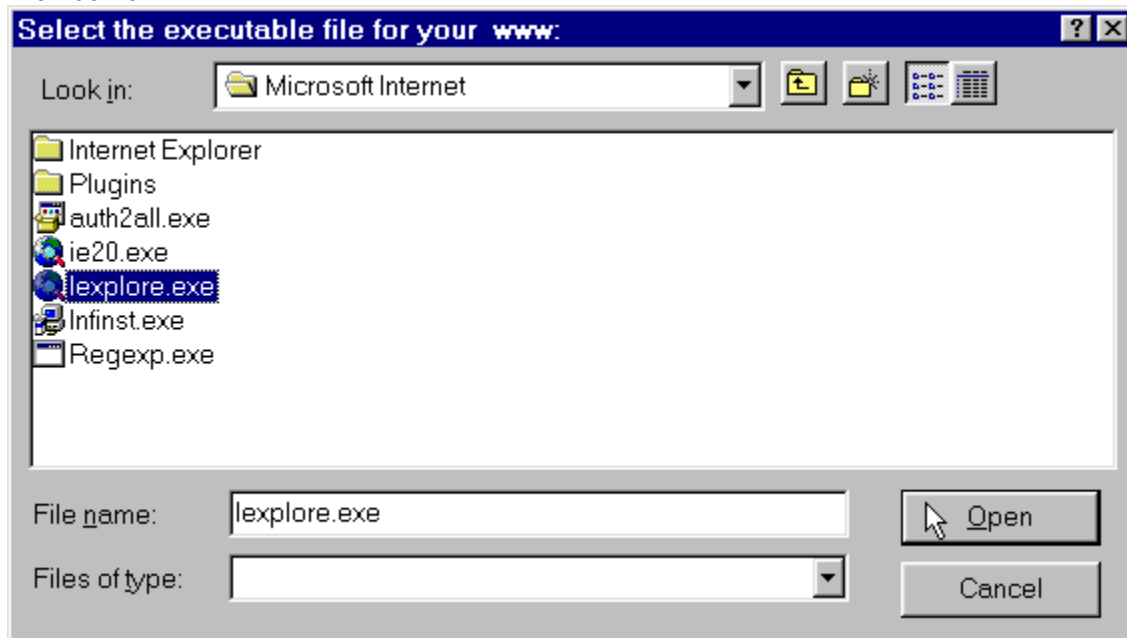 Select the executable file for your www:
Look in:
Microsoft Internet
Internet Explorer
Plugins
auth2all.exe
ie20.exe
Iexplore.exe
Infinst.exe
Regexp.exe
File name:
Iexplore.exe
Open
Files of type:
Cancel